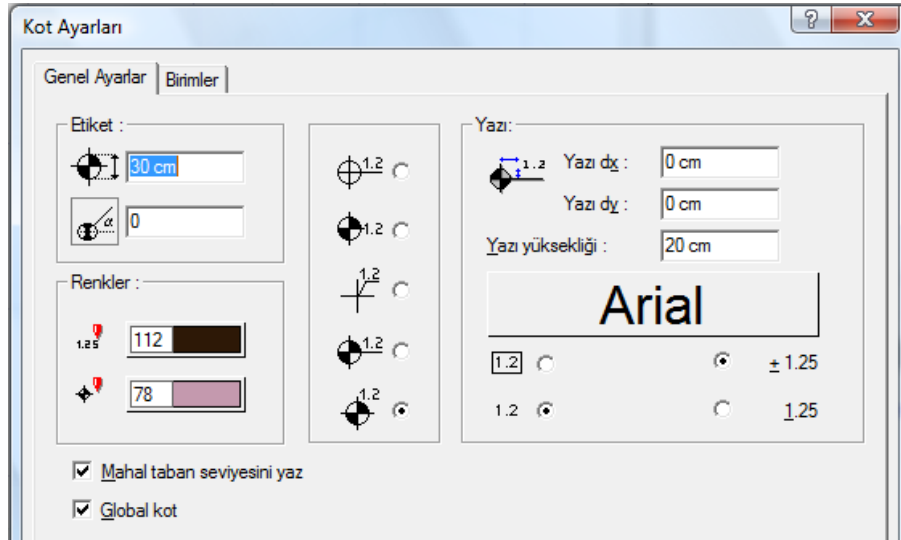 Kot Ayarları
Genel Ayarlar
Birimler
Etiket :
30 cm
α
0
Renkler :
1.25
112
78
1.2
1.2
1.2
1.2
1.2
Yazı:
1.2
Yazı dx :
0 cm
Yazı dy :
0 cm
Yazı yüksekliği :
20 cm
Arial
1.2
± 1.25
1.2
1.25
Mahal taban seviyesini yaz
Global kot